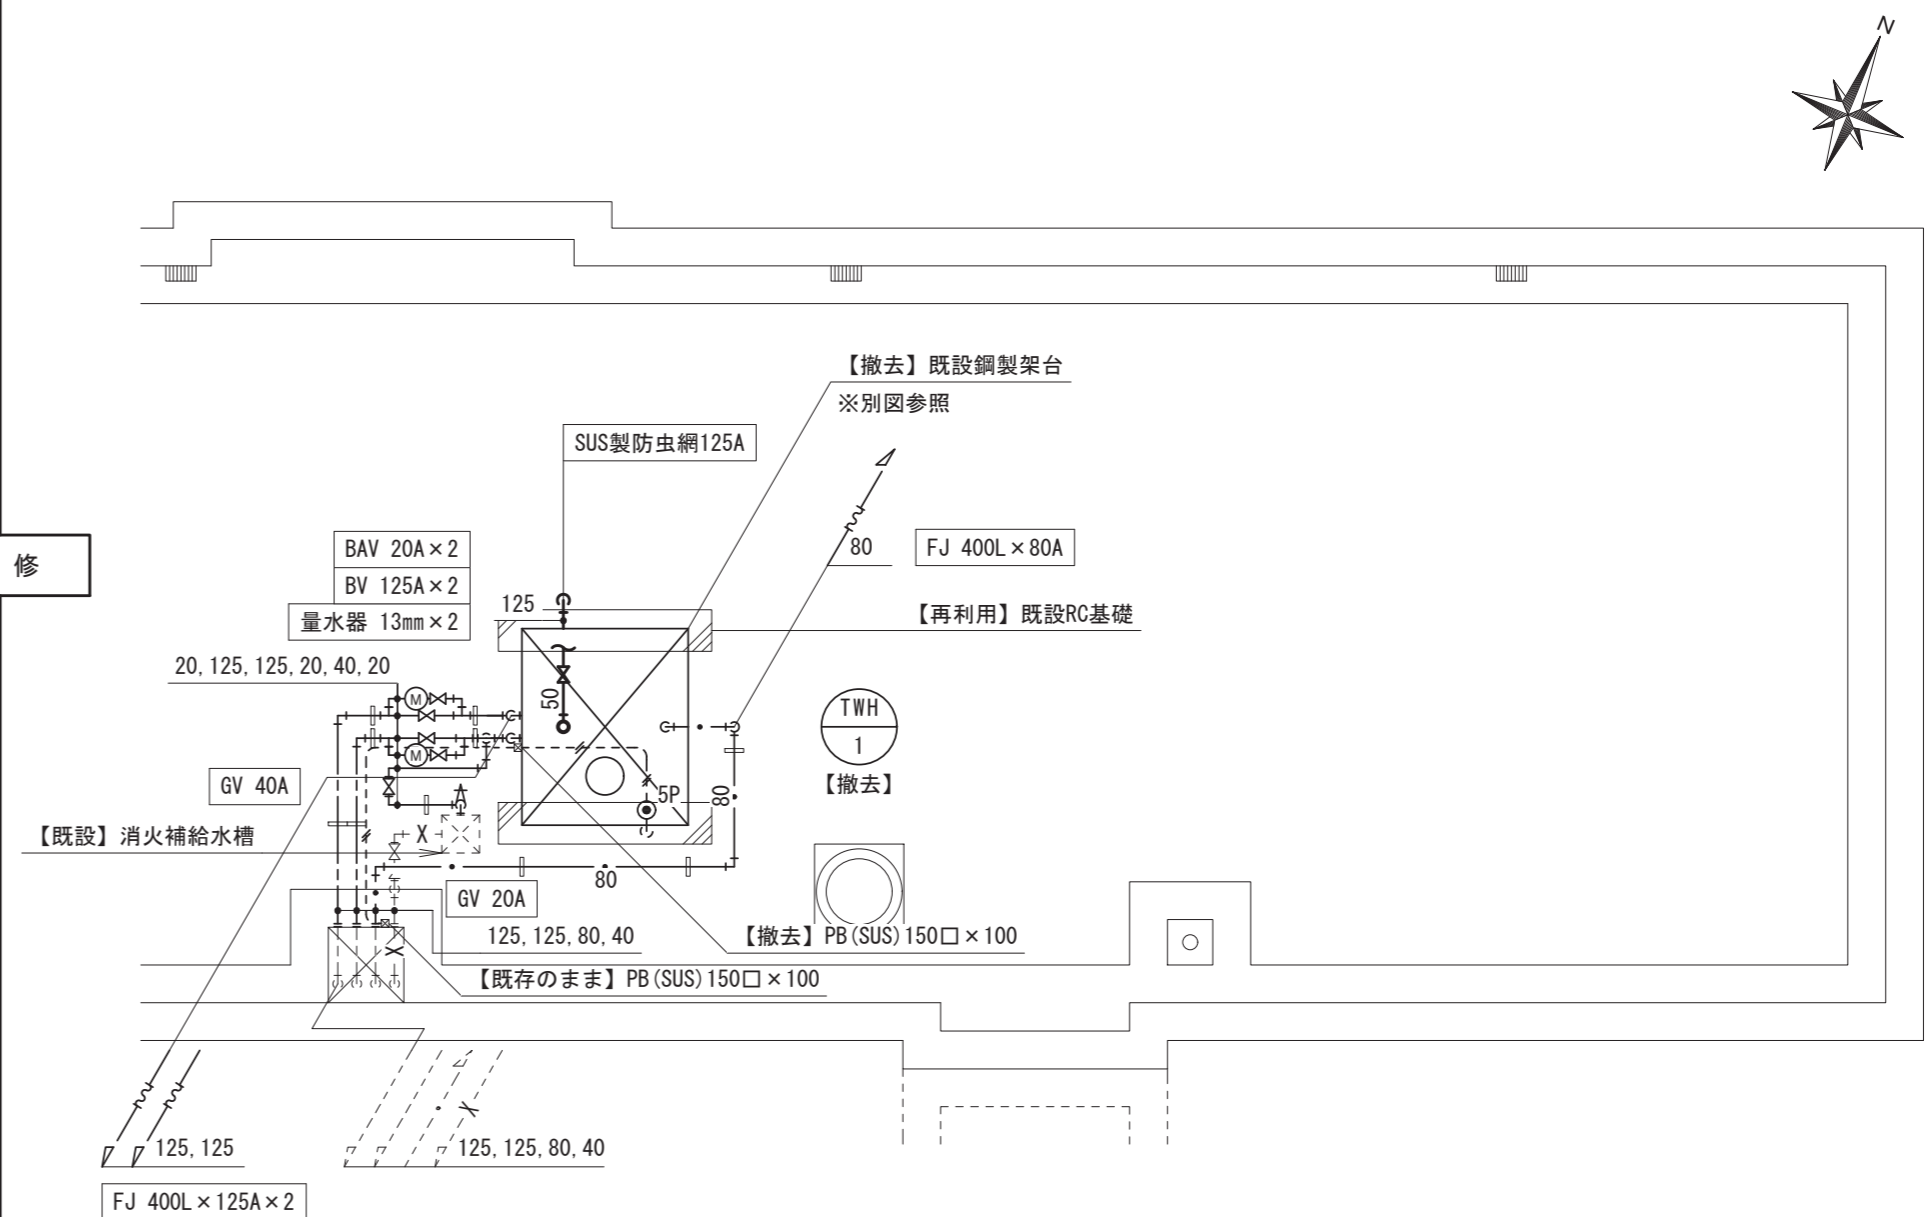 N
【撤去】既設鋼製架台
※別図参照
SUS製防虫網125A
修
BAV 20A×2
BV 125A×2
量水器 13mm×2
80
FJ 400L×80A
125
【再利用】既設RC基礎
20,125,125,20,40,20
50
M
M
TWH
1
【撤去】
GV 40A
5P
80
【既設】消火補給水槽
X
80
GV 20A
125,125,80,40
【撤去】PB(SUS)150□×100
X
【既存のまま】PB(SUS)150□×100
X
125,125
125,125,80,40
FJ 400L×125A×2